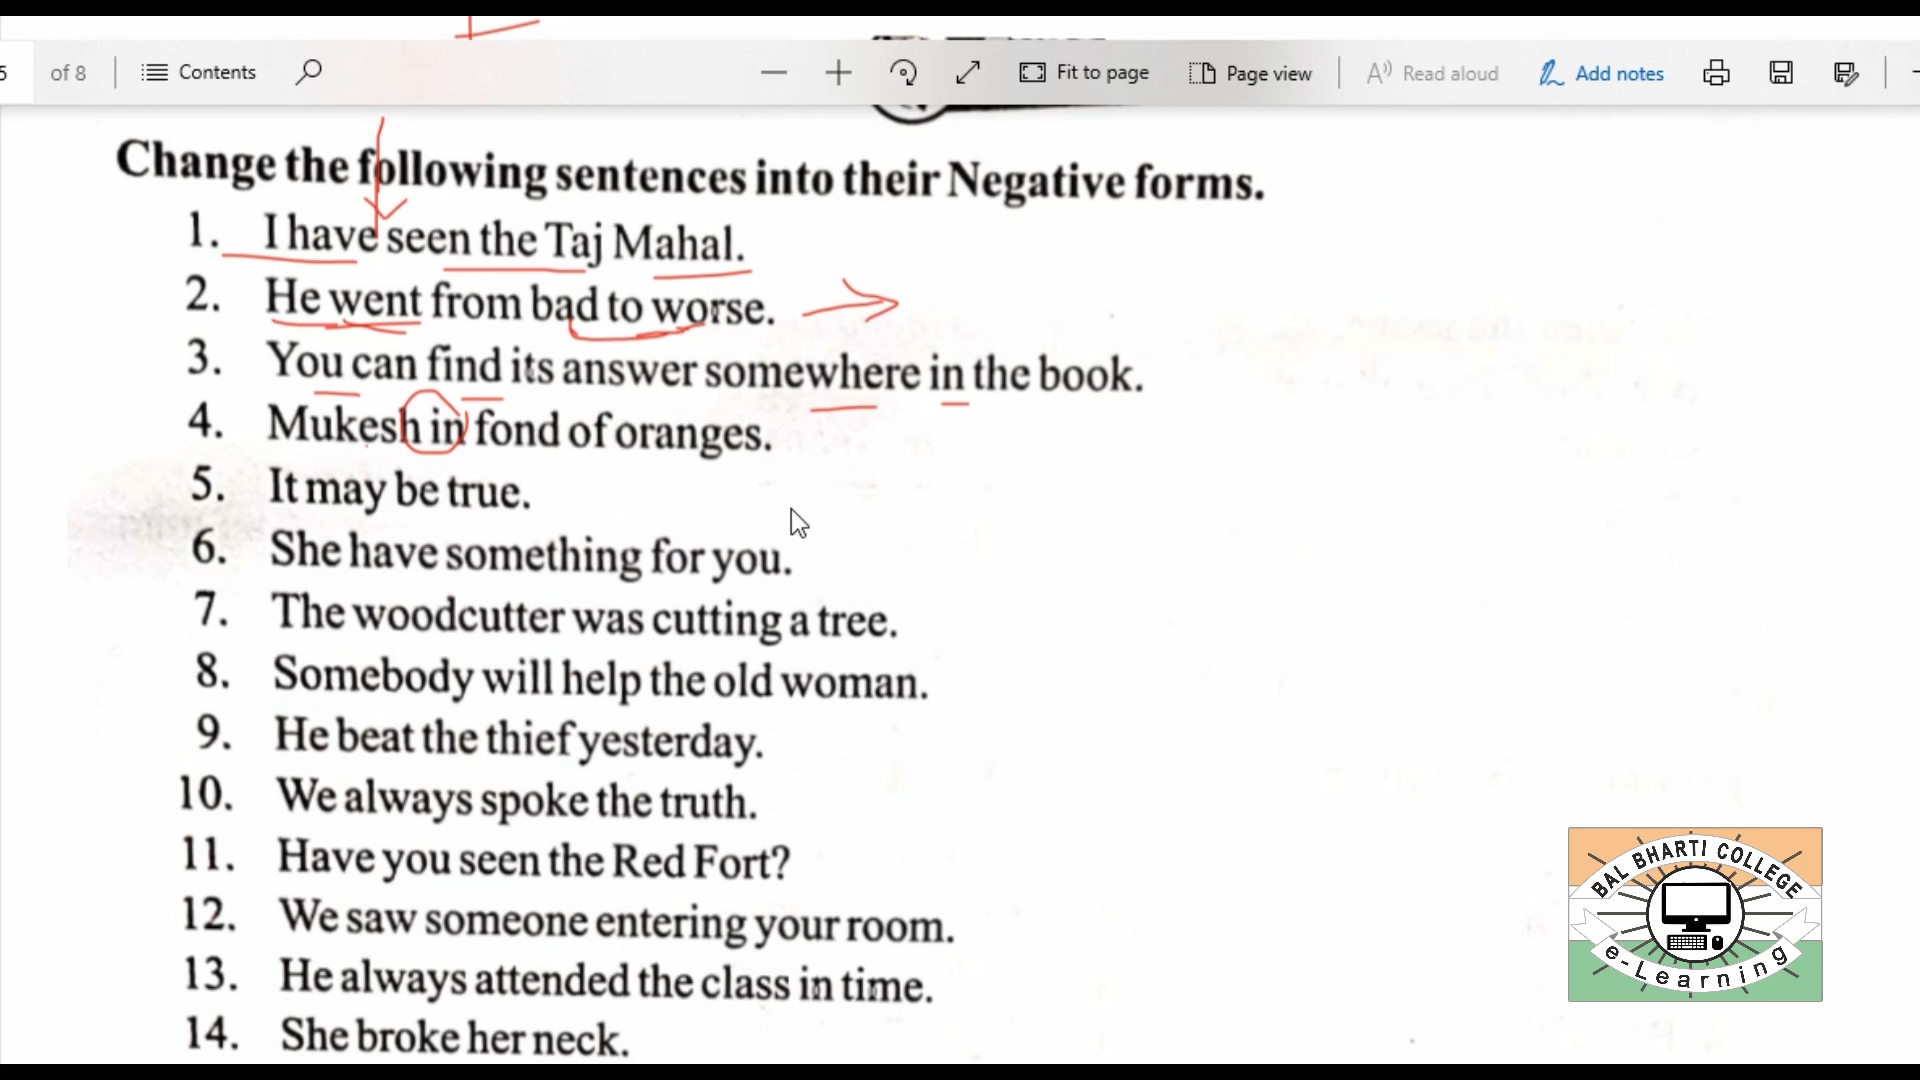 5 of 8 Contents Fit to page Page view Read aloud Add notes
Change the following sentences into their Negative forms.
1. I have seen the Taj Mahal.
2. He went from bad to worse.
3. You can find its answer somewhere in the book.
4. Mukesh in fond of oranges.
5. It may be true.
6. She have something for you.
7. The woodcutter was cutting a tree.
8. Somebody will help the old woman.
9. He beat the thief yesterday.
10. We always spoke the truth.
11. Have you seen the Red Fort?
12. We saw someone entering your room.
13. He always attended the class in time.
14. She broke her neck.
BAL BHARTI COLLEGE
e-Learning